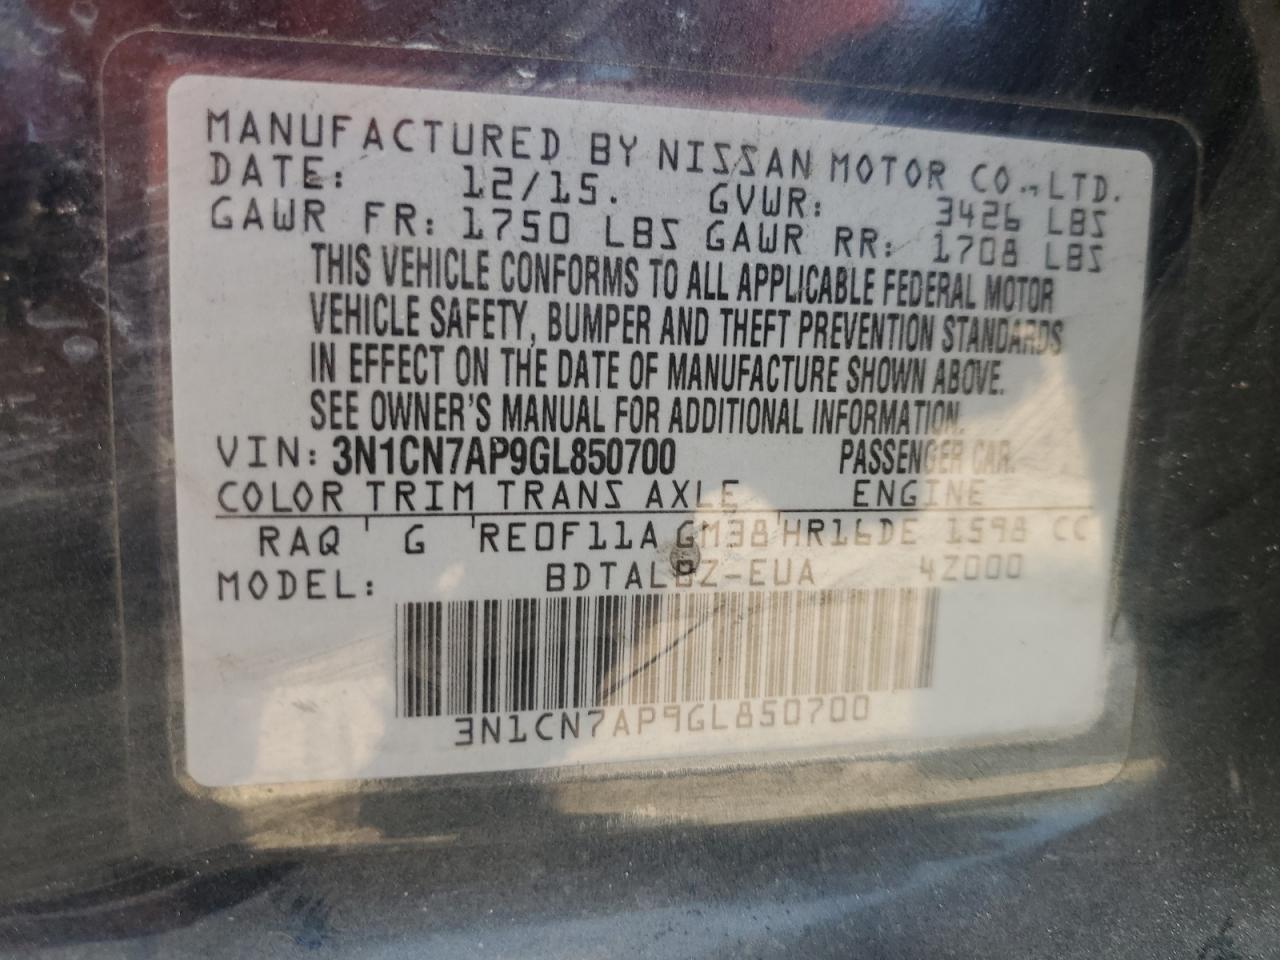 MANUFACTURED BY NISSAN MOTOR CO.,LTD.
DATE: 12/15. GVWR: 3426 LBS
GAWR FR: 1750 LBS GAWR RR: 1708 LBS
THIS VEHICLE CONFORMS TO ALL APPLICABLE FEDERAL MOTOR
VEHICLE SAFETY, BUMPER AND THEFT PREVENTION STANDARDS
IN EFFECT ON THE DATE OF MANUFACTURE SHOWN ABOVE.
SEE OWNER'S MANUAL FOR ADDITIONAL INFORMATION.
VIN: 3N1CN7AP9GL850700 PASSENGER CAR.
COLOR TRIM TRANS AXLE ENGINE
RAQ ' G 'RE0F11A GM38'HR16DE 1598 CC
MODEL: BDTALBZ-EUA 4Z000
3N1CN7AP9GL850700